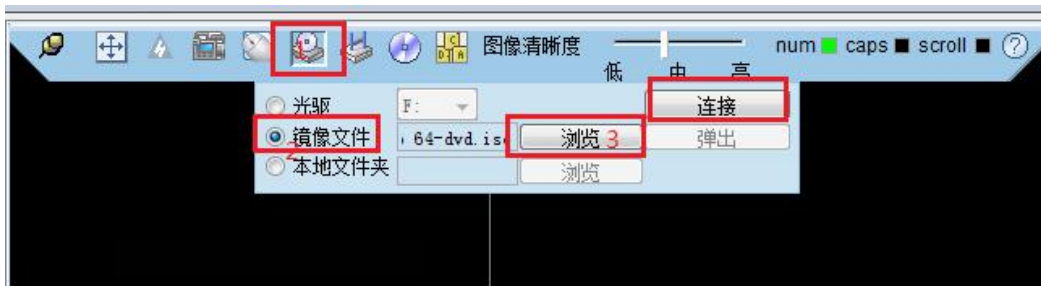 1 图像清晰度 num caps scroll ?
低 中 高
光驱 F: 连接
镜像文件 64-dvd.iso 浏览 3 弹出
2
本地文件夹 浏览